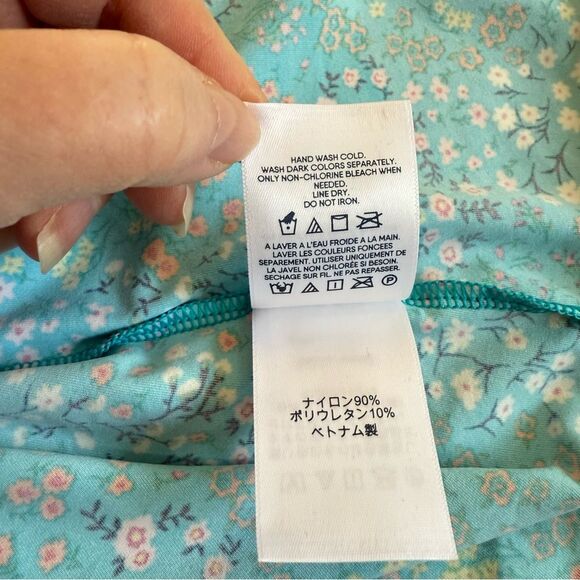 HAND WASH COLD.
WASH DARK COLORS SEPARATELY.
ONLY NON-CHLORINE BLEACH WHEN
NEEDED.
LINE DRY.
DO NOT IRON.
A LAVER A L'EAU FROIDE A LA MAIN.
LAVER LES COULEURS FONCEES
SEPAREMENT. UTILISER UNIQUEMENT DE
LA JAVEL NON CHLORÉE SI BESOIN.
SECHAGE SUR FIL. NE PAS REPASSER.
ナイロン90%
ポリウレタン10%
ベトナム製